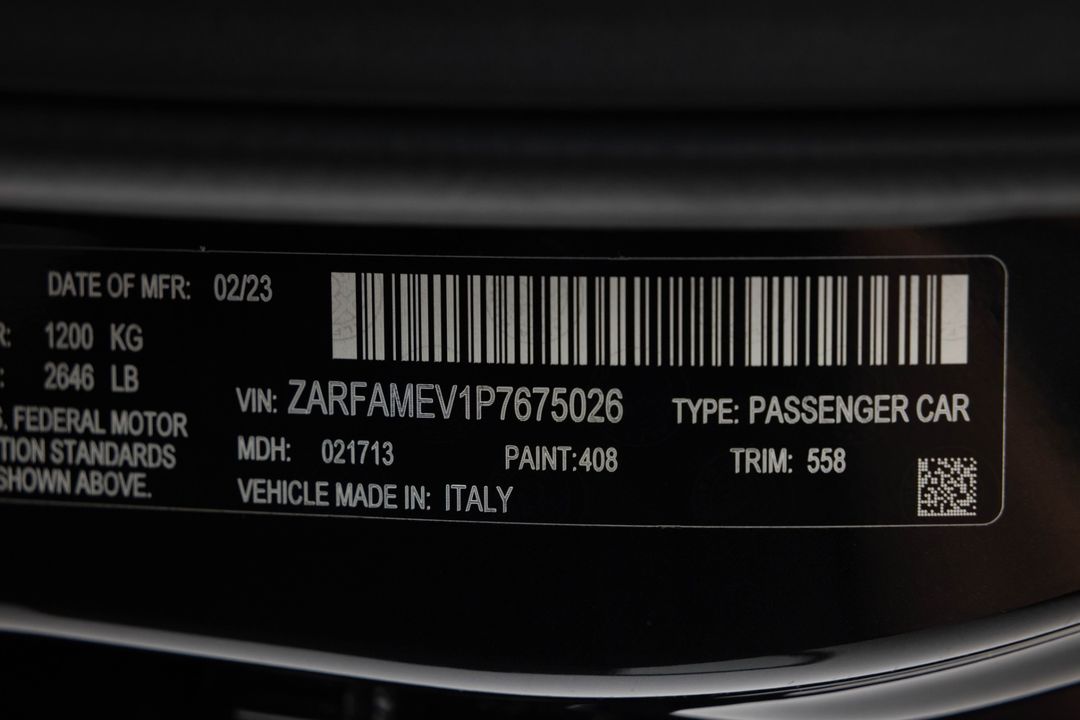 DATE OF MFR: 02/23
R: 1200 KG
: 2646 LB
S. FEDERAL MOTOR
TION STANDARDS
SHOWN ABOVE.
VIN: ZARFAMEV1P7675026 TYPE: PASSENGER CAR
MDH: 021713 PAINT:408 TRIM: 558
VEHICLE MADE IN: ITALY